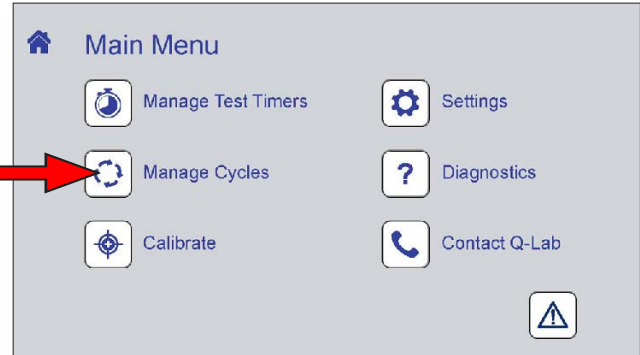 Main Menu
Manage Test Timers
Settings
Manage Cycles
? Diagnostics
Calibrate
Contact Q-Lab